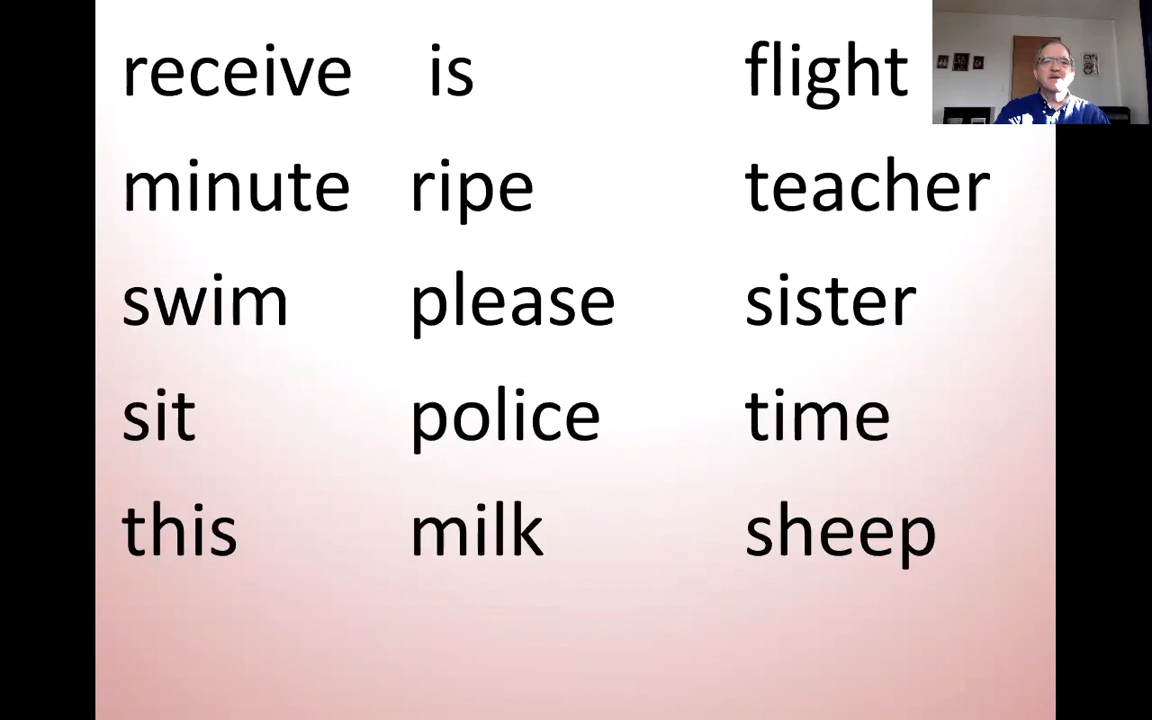 receive is flight
minute ripe teacher
swim please sister
sit police time
this milk sheep